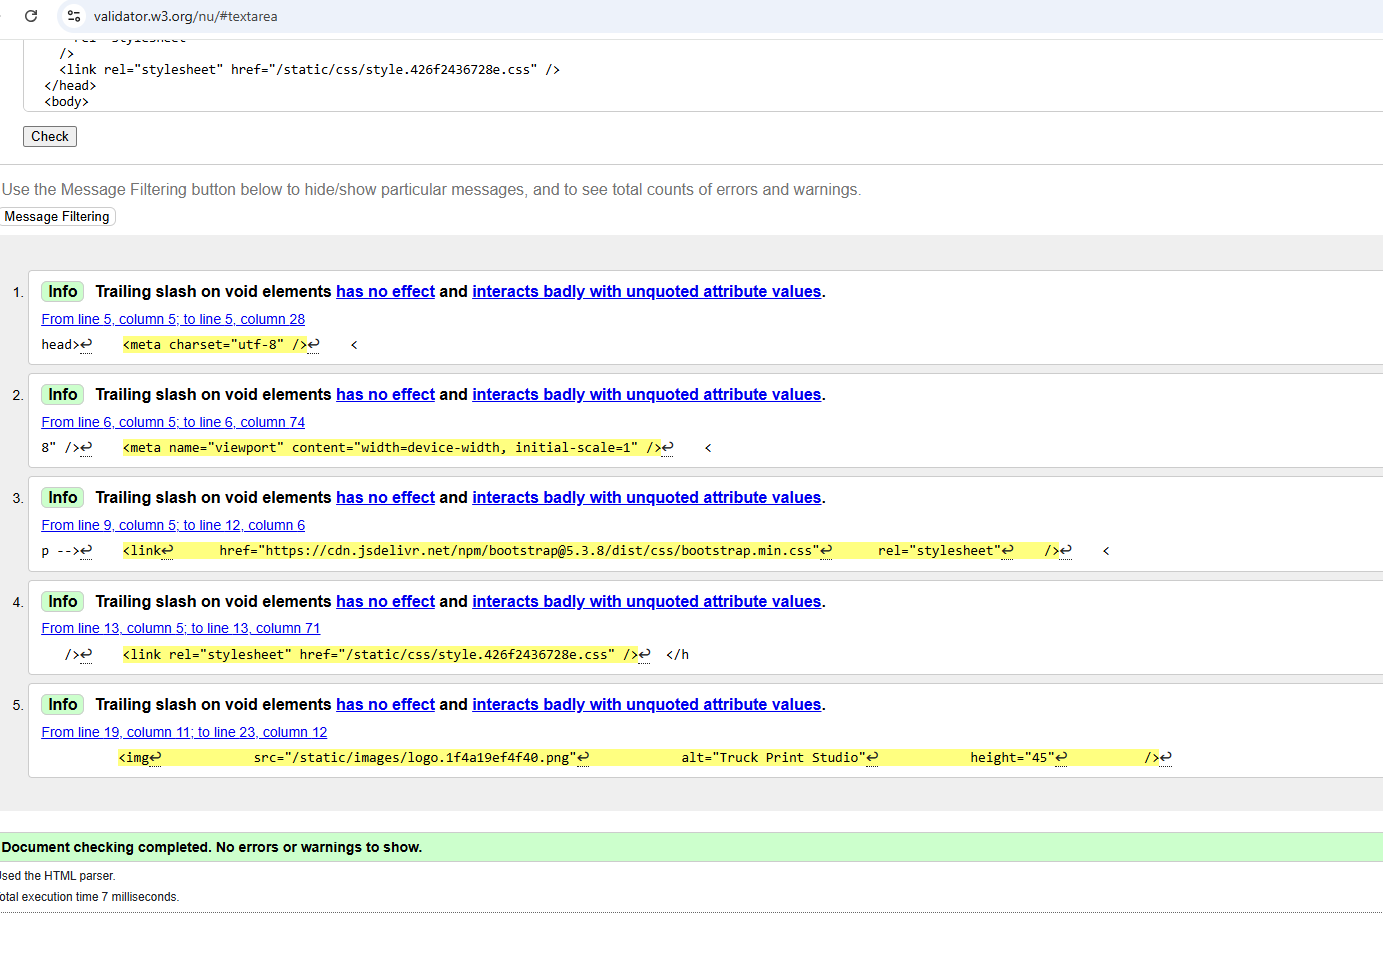 validator.w3.org/nu/#textarea
rel="stylesheet"
/>
<link rel="stylesheet" href="/static/css/style.426f2436728e.css" />
</head>
<body>
Check
Use the Message Filtering button below to hide/show particular messages, and to see total counts of errors and warnings.
Message Filtering
1. Info Trailing slash on void elements has no effect and interacts badly with unquoted attribute values.
From line 5, column 5; to line 5, column 28
head>↩ <meta charset="utf-8" />↩ <
2. Info Trailing slash on void elements has no effect and interacts badly with unquoted attribute values.
From line 6, column 5; to line 6, column 74
8" />↩ <meta name="viewport" content="width=device-width, initial-scale=1" />↩ <
3. Info Trailing slash on void elements has no effect and interacts badly with unquoted attribute values.
From line 9, column 5; to line 12, column 6
p -->↩ <link↩ href="https://cdn.jsdelivr.net/npm/bootstrap@5.3.8/dist/css/bootstrap.min.css"↩ rel="stylesheet"↩ />↩ <
4. Info Trailing slash on void elements has no effect and interacts badly with unquoted attribute values.
From line 13, column 5; to line 13, column 71
/>↩ <link rel="stylesheet" href="/static/css/style.426f2436728e.css" />↩ </h
5. Info Trailing slash on void elements has no effect and interacts badly with unquoted attribute values.
From line 19, column 11; to line 23, column 12
<img↩ src="/static/images/logo.1f4a19ef4f40.png"↩ alt="Truck Print Studio"↩ height="45"↩ />↩
Document checking completed. No errors or warnings to show.
Used the HTML parser.
Total execution time 7 milliseconds.